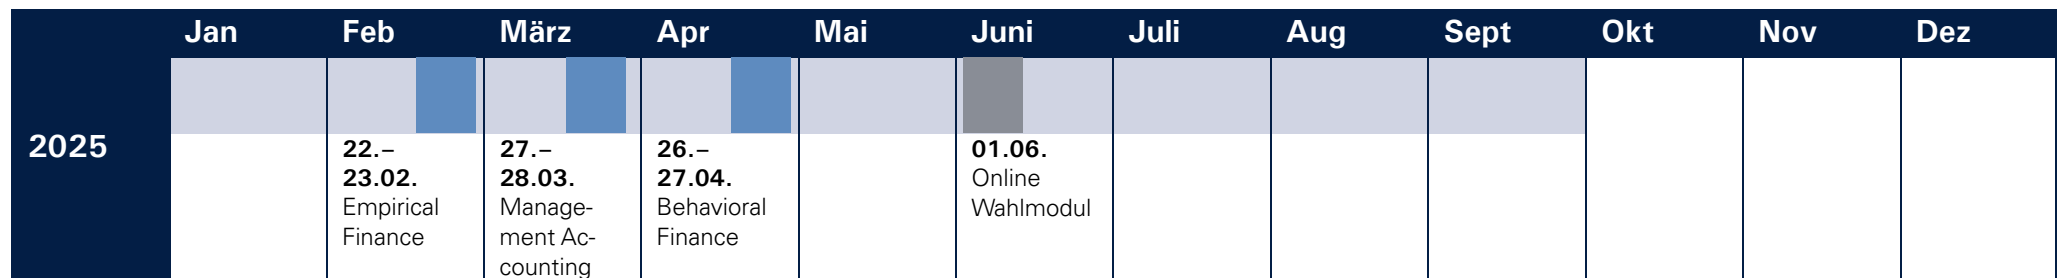 Jan Feb März Apr Mai Juni Juli Aug Sept Okt Nov Dez
2025
22.–
23.02.
Empirical
Finance
27.–
28.03.
Manage-
ment Ac-
counting
26.–
27.04.
Behavioral
Finance
01.06.
Online
Wahlmodul